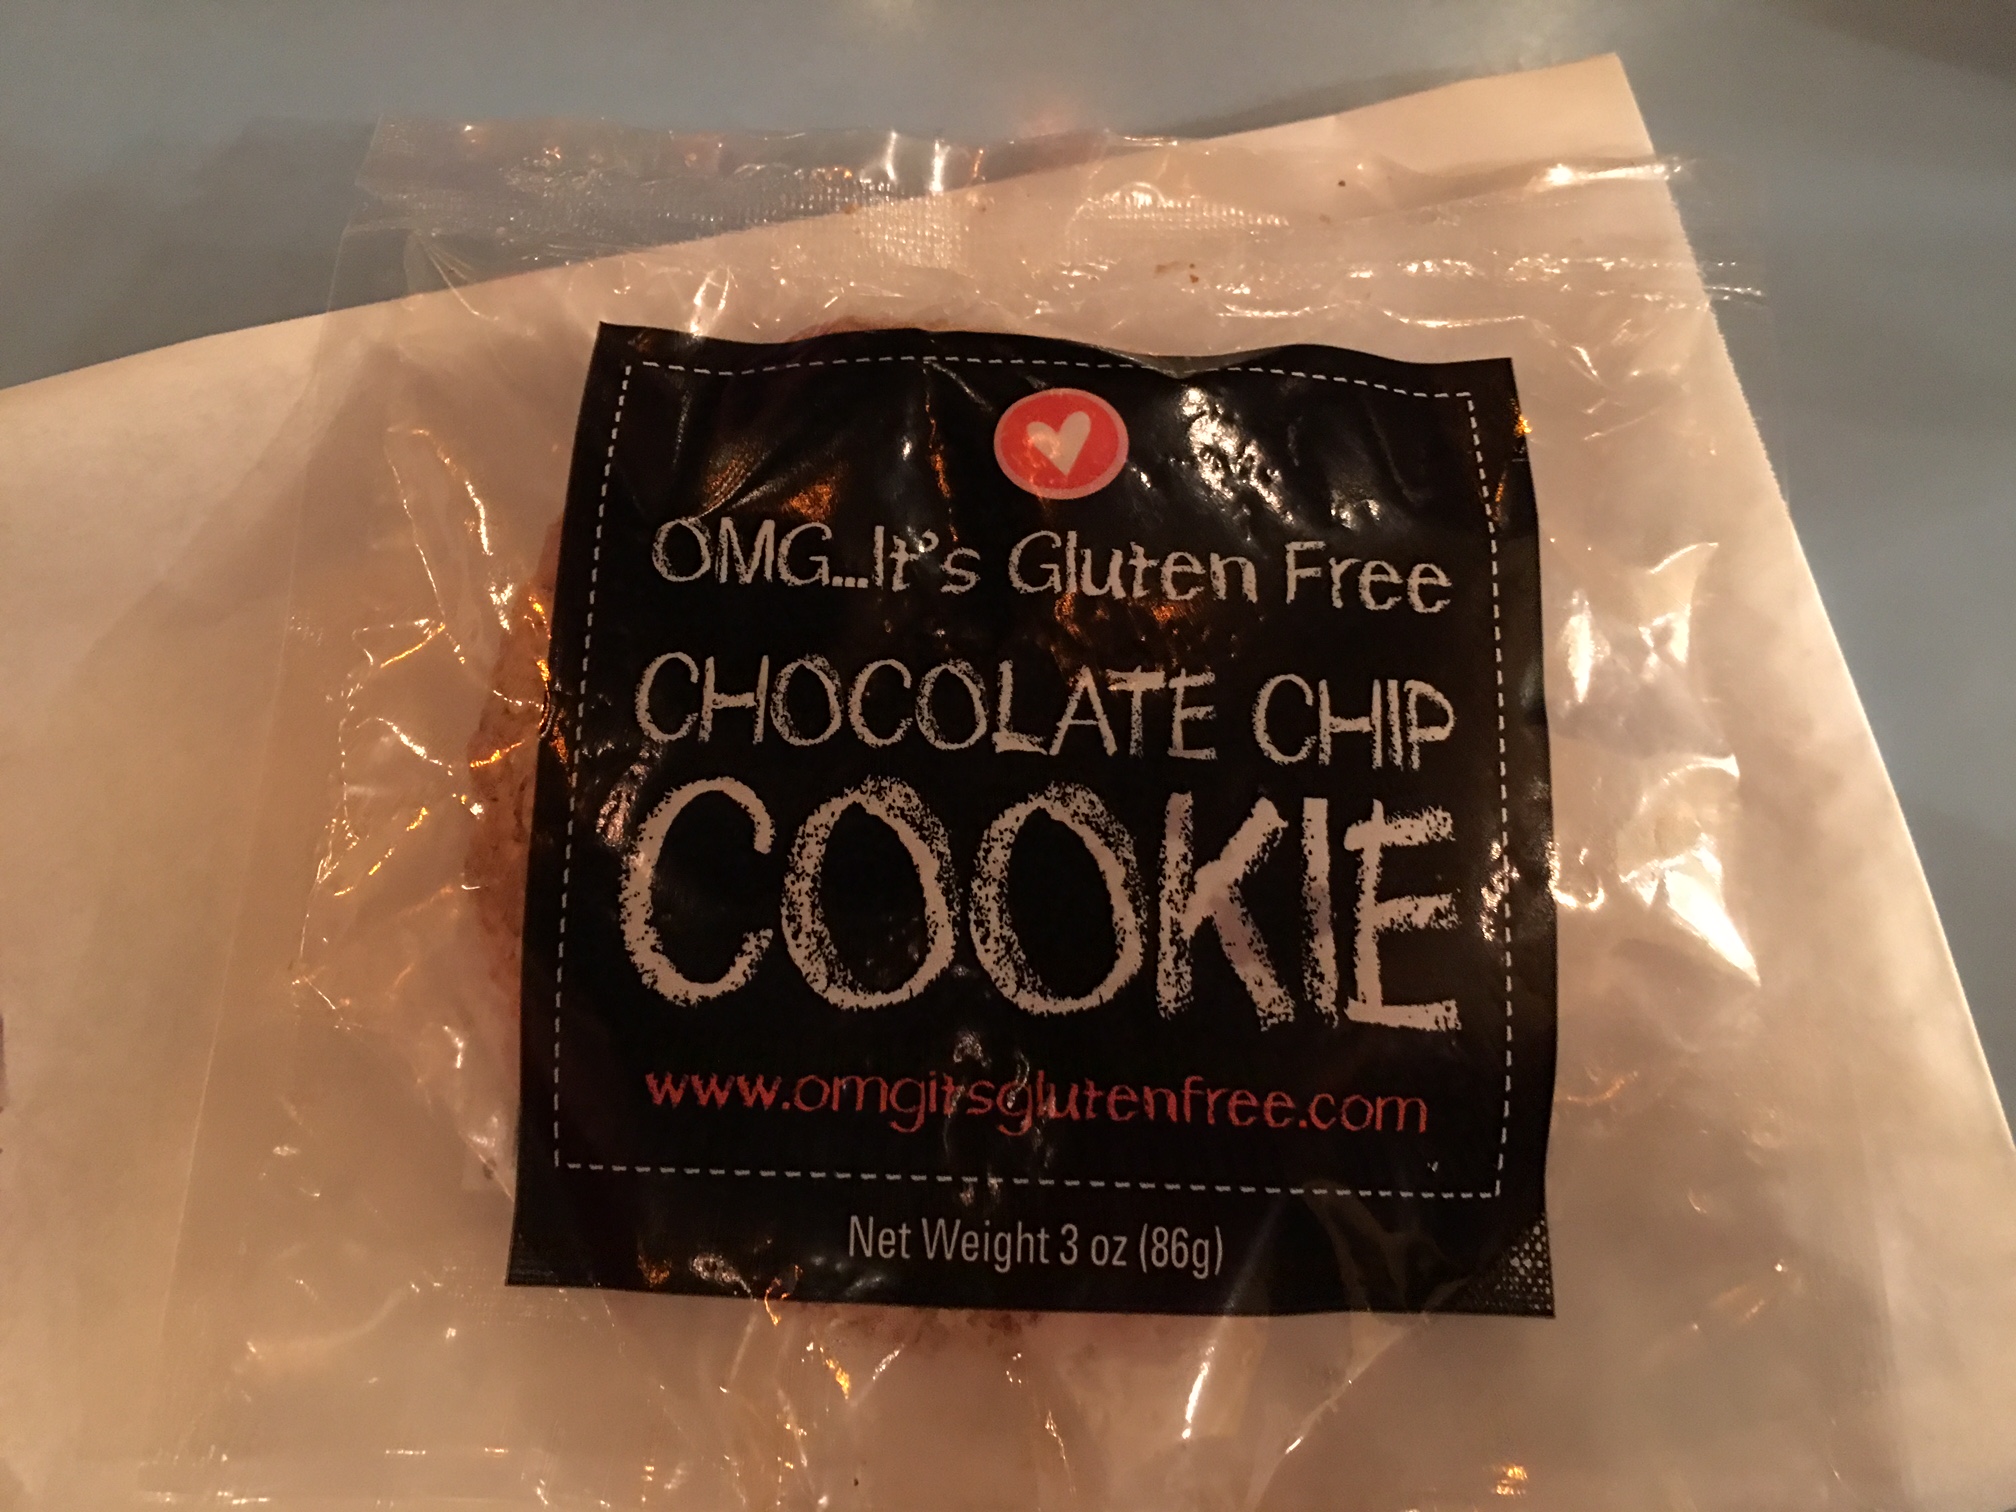 OMG...It's Gluten Free
CHOCOLATE CHIP
COOKIE
www.omgitsglutenfree.com
Net Weight 3 oz (86g)